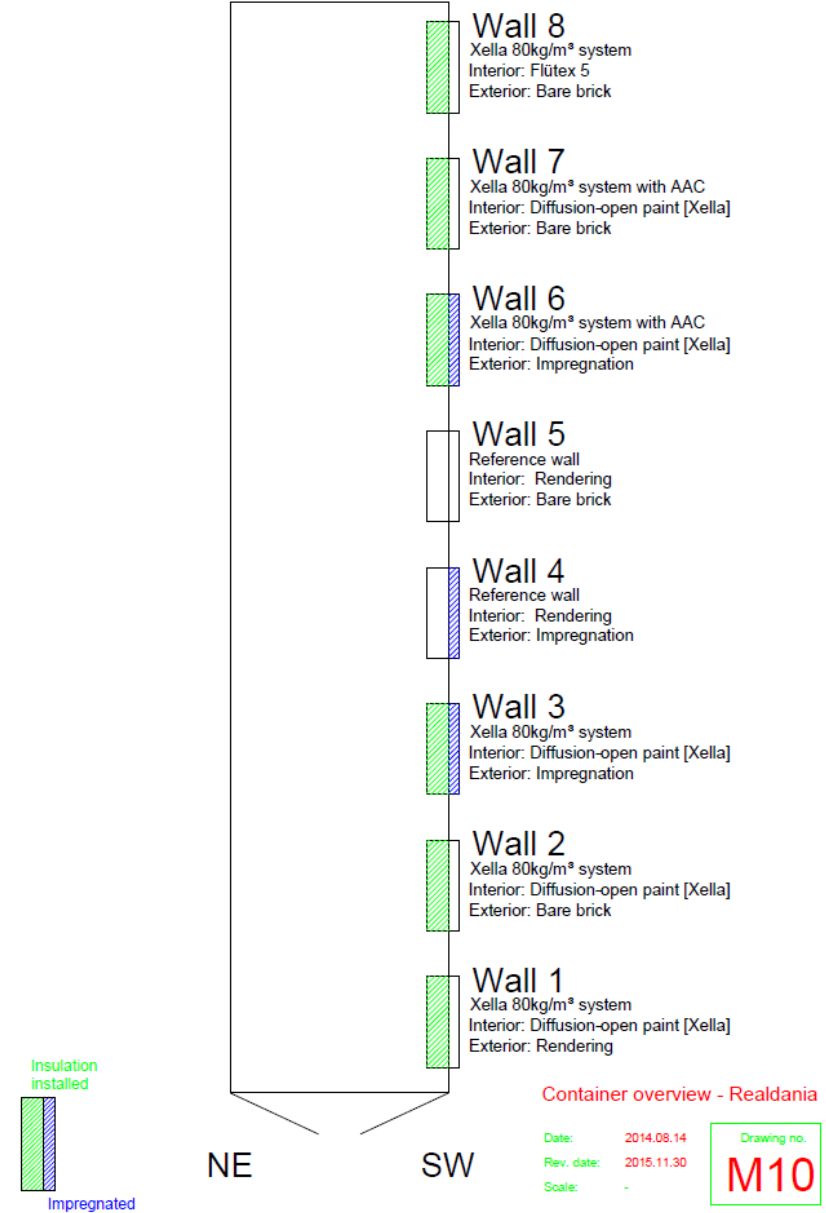 Wall 8
Xella 80kg/m³ system
Interior: Flütex 5
Exterior: Bare brick
Wall 7
Xella 80kg/m³ system with AAC
Interior: Diffusion-open paint [Xella]
Exterior: Bare brick
Wall 6
Xella 80kg/m³ system with AAC
Interior: Diffusion-open paint [Xella]
Exterior: Impregnation
Wall 5
Reference wall
Interior: Rendering
Exterior: Bare brick
Wall 4
Reference wall
Interior: Rendering
Exterior: Impregnation
Wall 3
Xella 80kg/m³ system
Interior: Diffusion-open paint [Xella]
Exterior: Impregnation
Wall 2
Xella 80kg/m³ system
Interior: Diffusion-open paint [Xella]
Exterior: Bare brick
Wall 1
Xella 80kg/m³ system
Interior: Diffusion-open paint [Xella]
Exterior: Rendering
Insulation
installed
Impregnated
NE
SW
Container overview - Realdania
Date: 2014.08.14
Rev. date: 2015.11.30
Scale: -
Drawing no.
M10